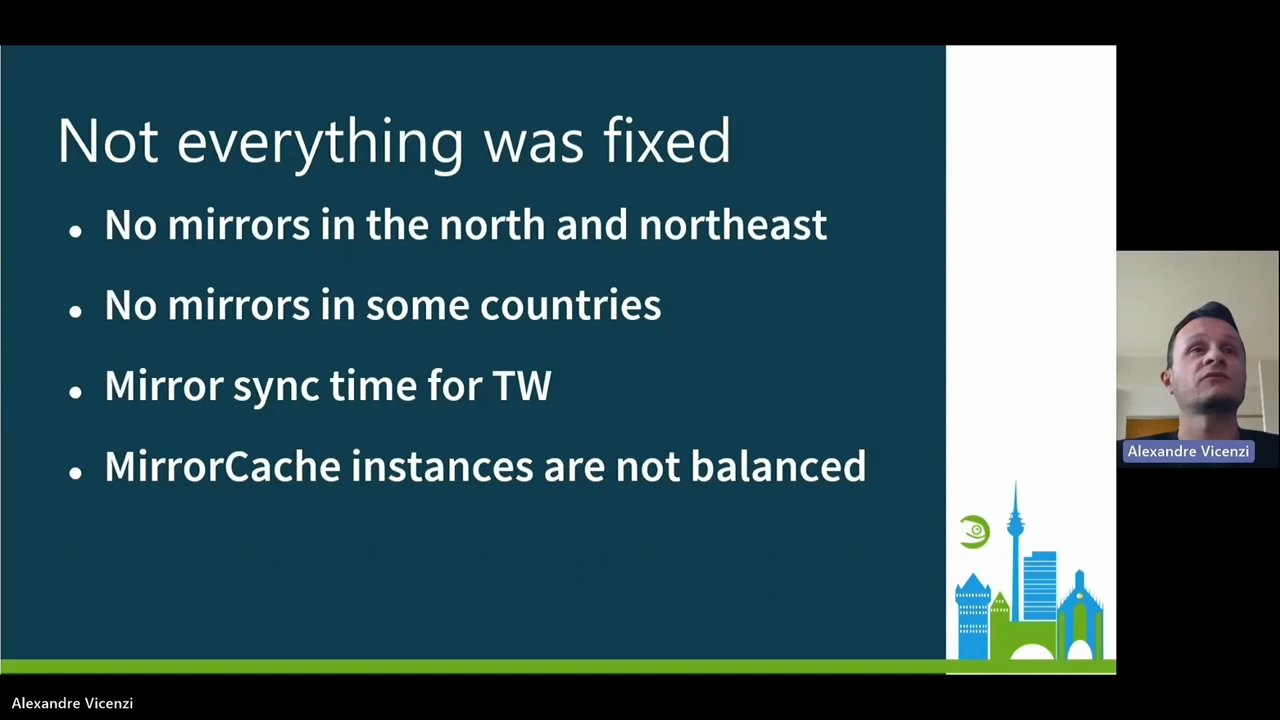 Not everything was fixed
No mirrors in the north and northeast
No mirrors in some countries
Mirror sync time for TW
MirrorCache instances are not balanced
Alexandre Vicenzi
Alexandre Vicenzi